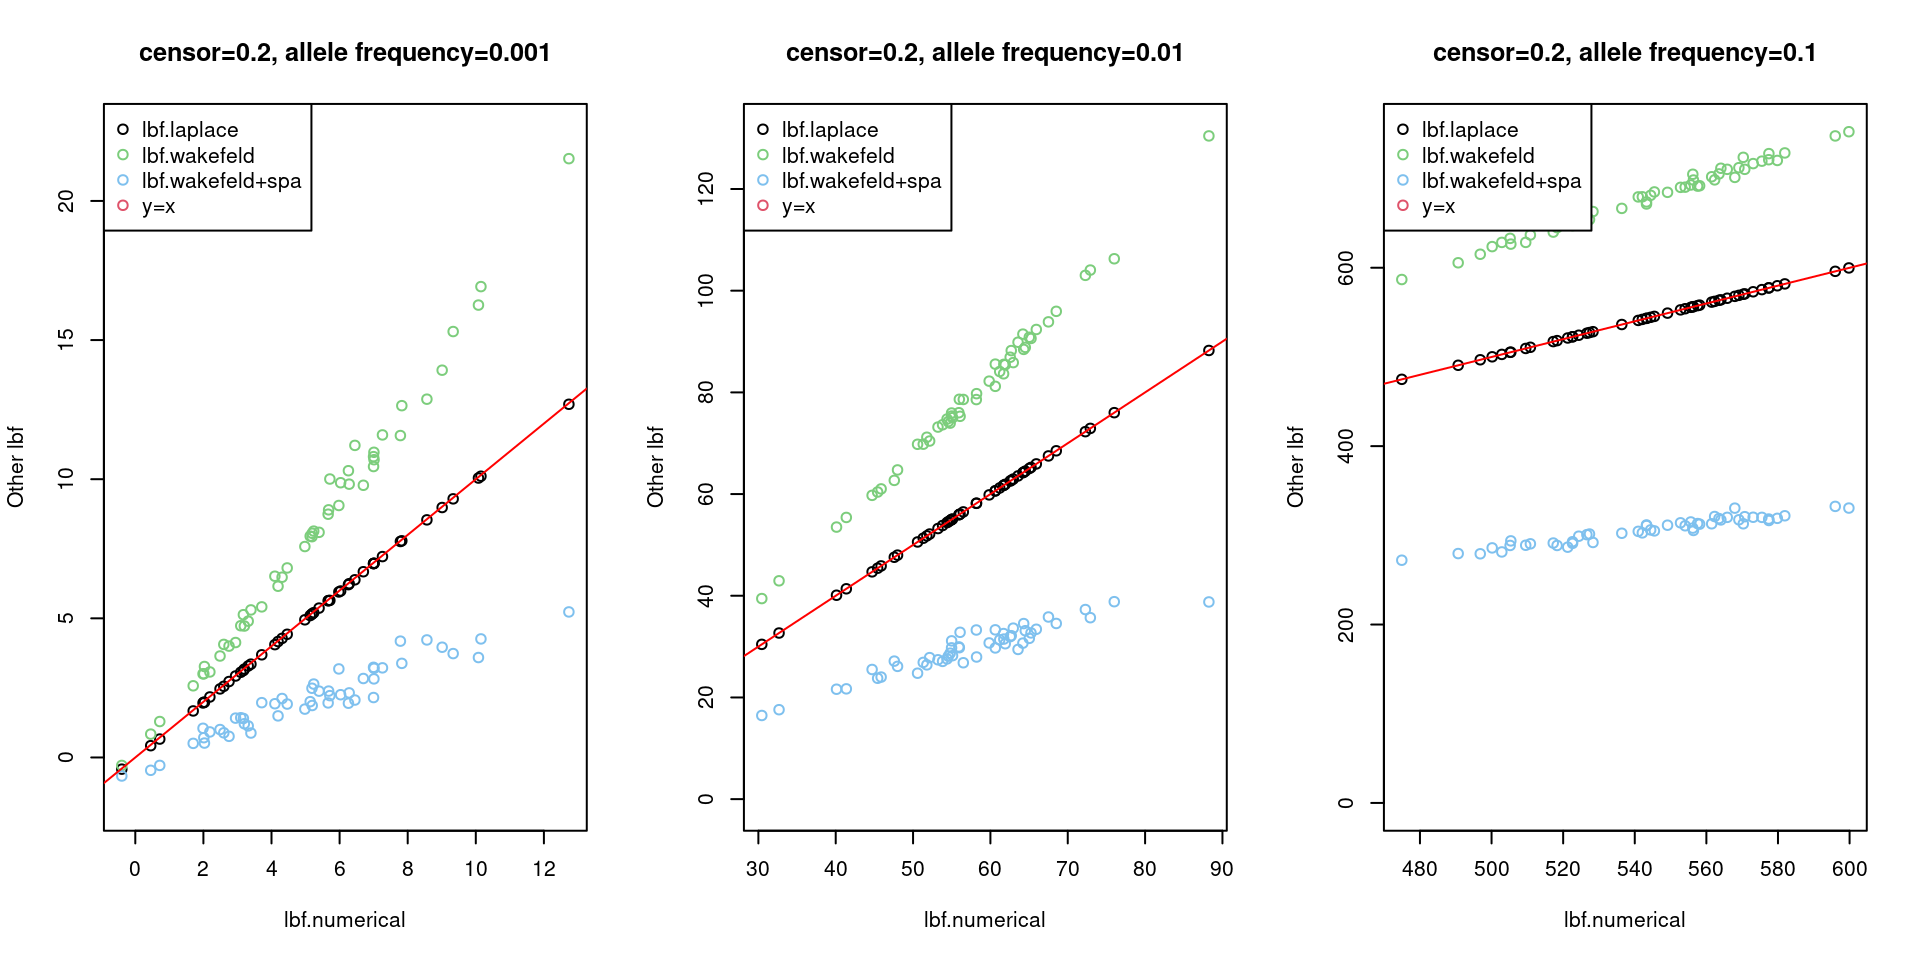 censor=0.2, allele frequency=0.001
lbf.laplace
lbf.wakefeld
lbf.wakefeld+spa
y=x
Other lbf
20
15
10
5
0
0 2 4 6 8 10 12
lbf.numerical
censor=0.2, allele frequency=0.01
lbf.laplace
lbf.wakefeld
lbf.wakefeld+spa
y=x
Other lbf
120
100
80
60
40
20
0
30 40 50 60 70 80 90
lbf.numerical
censor=0.2, allele frequency=0.1
lbf.laplace
lbf.wakefeld
lbf.wakefeld+spa
y=x
Other lbf
600
400
200
0
480 500 520 540 560 580 600
lbf.numerical